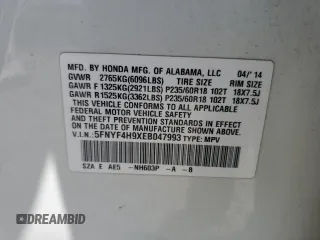 MFD. BY HONDA MFG. OF ALABAMA, LLC 04/'14
GVWR 2765KG(6096LBS) TIRE SIZE RIM SIZE
GAWR F 1325KG(2921LBS) P235/60R18 102T 18X7.5J
GAWR R 1525KG(3362LBS) P235/60R18 102T 18X7.5J
THIS VEHICLE CONFORMS TO ALL APPLICABLE
FEDERAL MOTOR VEHICLE SAFETY AND THEFT
PREVENTION STANDARDS IN EFFECT ON THE DATE
OF MANUFACTURE SHOWN ABOVE.
V.I.N.: 5FNYF4H9XEB047993 TYPE: MPV
SZA E AE5 -NH603P -A -B
© AUTOBIDMASTER